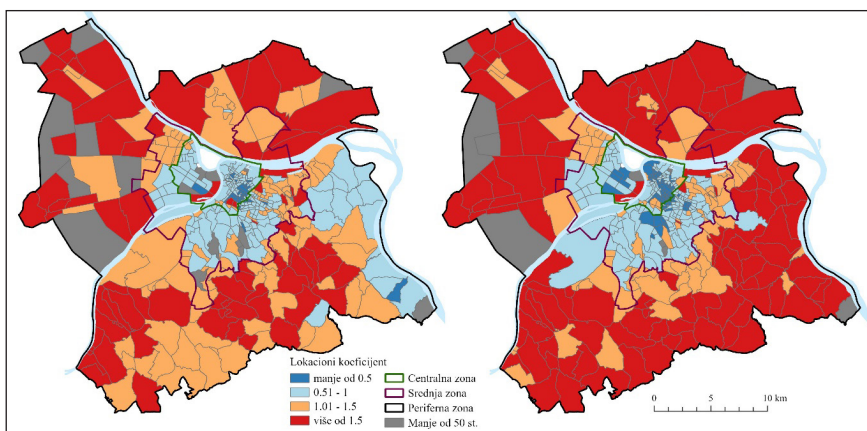 Lokacioni koeficijent
manje od 0.5
0.51 - 1
1.01 - 1.5
više od 1.5
Centralna zona
Srednja zona
Periferna zona
Manje od 50 st.
0 5 10 km